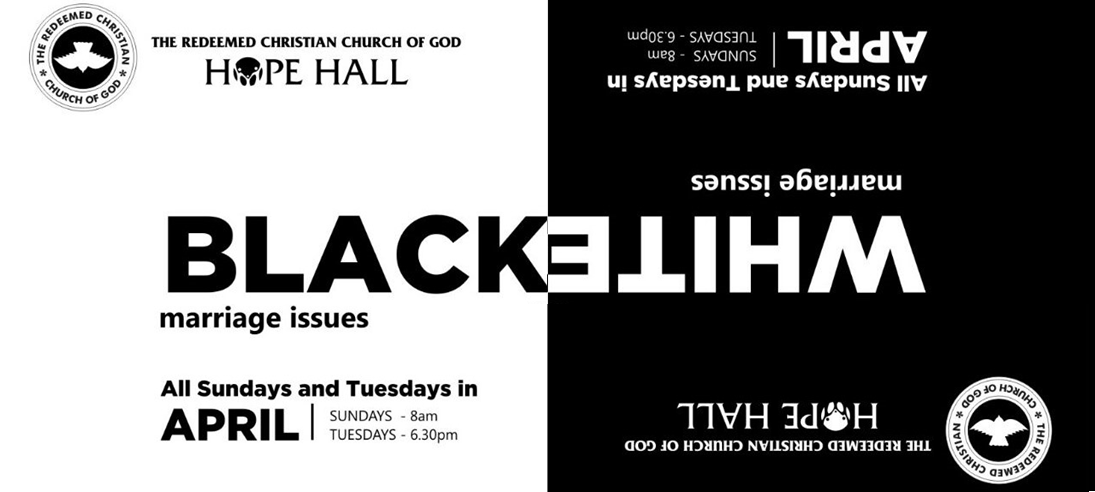 THE REDEEMED CHRISTIAN
CHURCH OF GOD
THE REDEEMED CHRISTIAN CHURCH OF GOD
HOPE HALL
BLACK
marriage issues
All Sundays and Tuesdays in
APRIL
SUNDAYS - 8am
TUESDAYS - 6.30pm
THE REDEEMED CHRISTIAN
CHURCH OF GOD
THE REDEEMED CHRISTIAN CHURCH OF GOD
HOPE HALL
WHITE
marriage issues
All Sundays and Tuesdays in
APRIL
SUNDAYS - 8am
TUESDAYS - 6.30pm